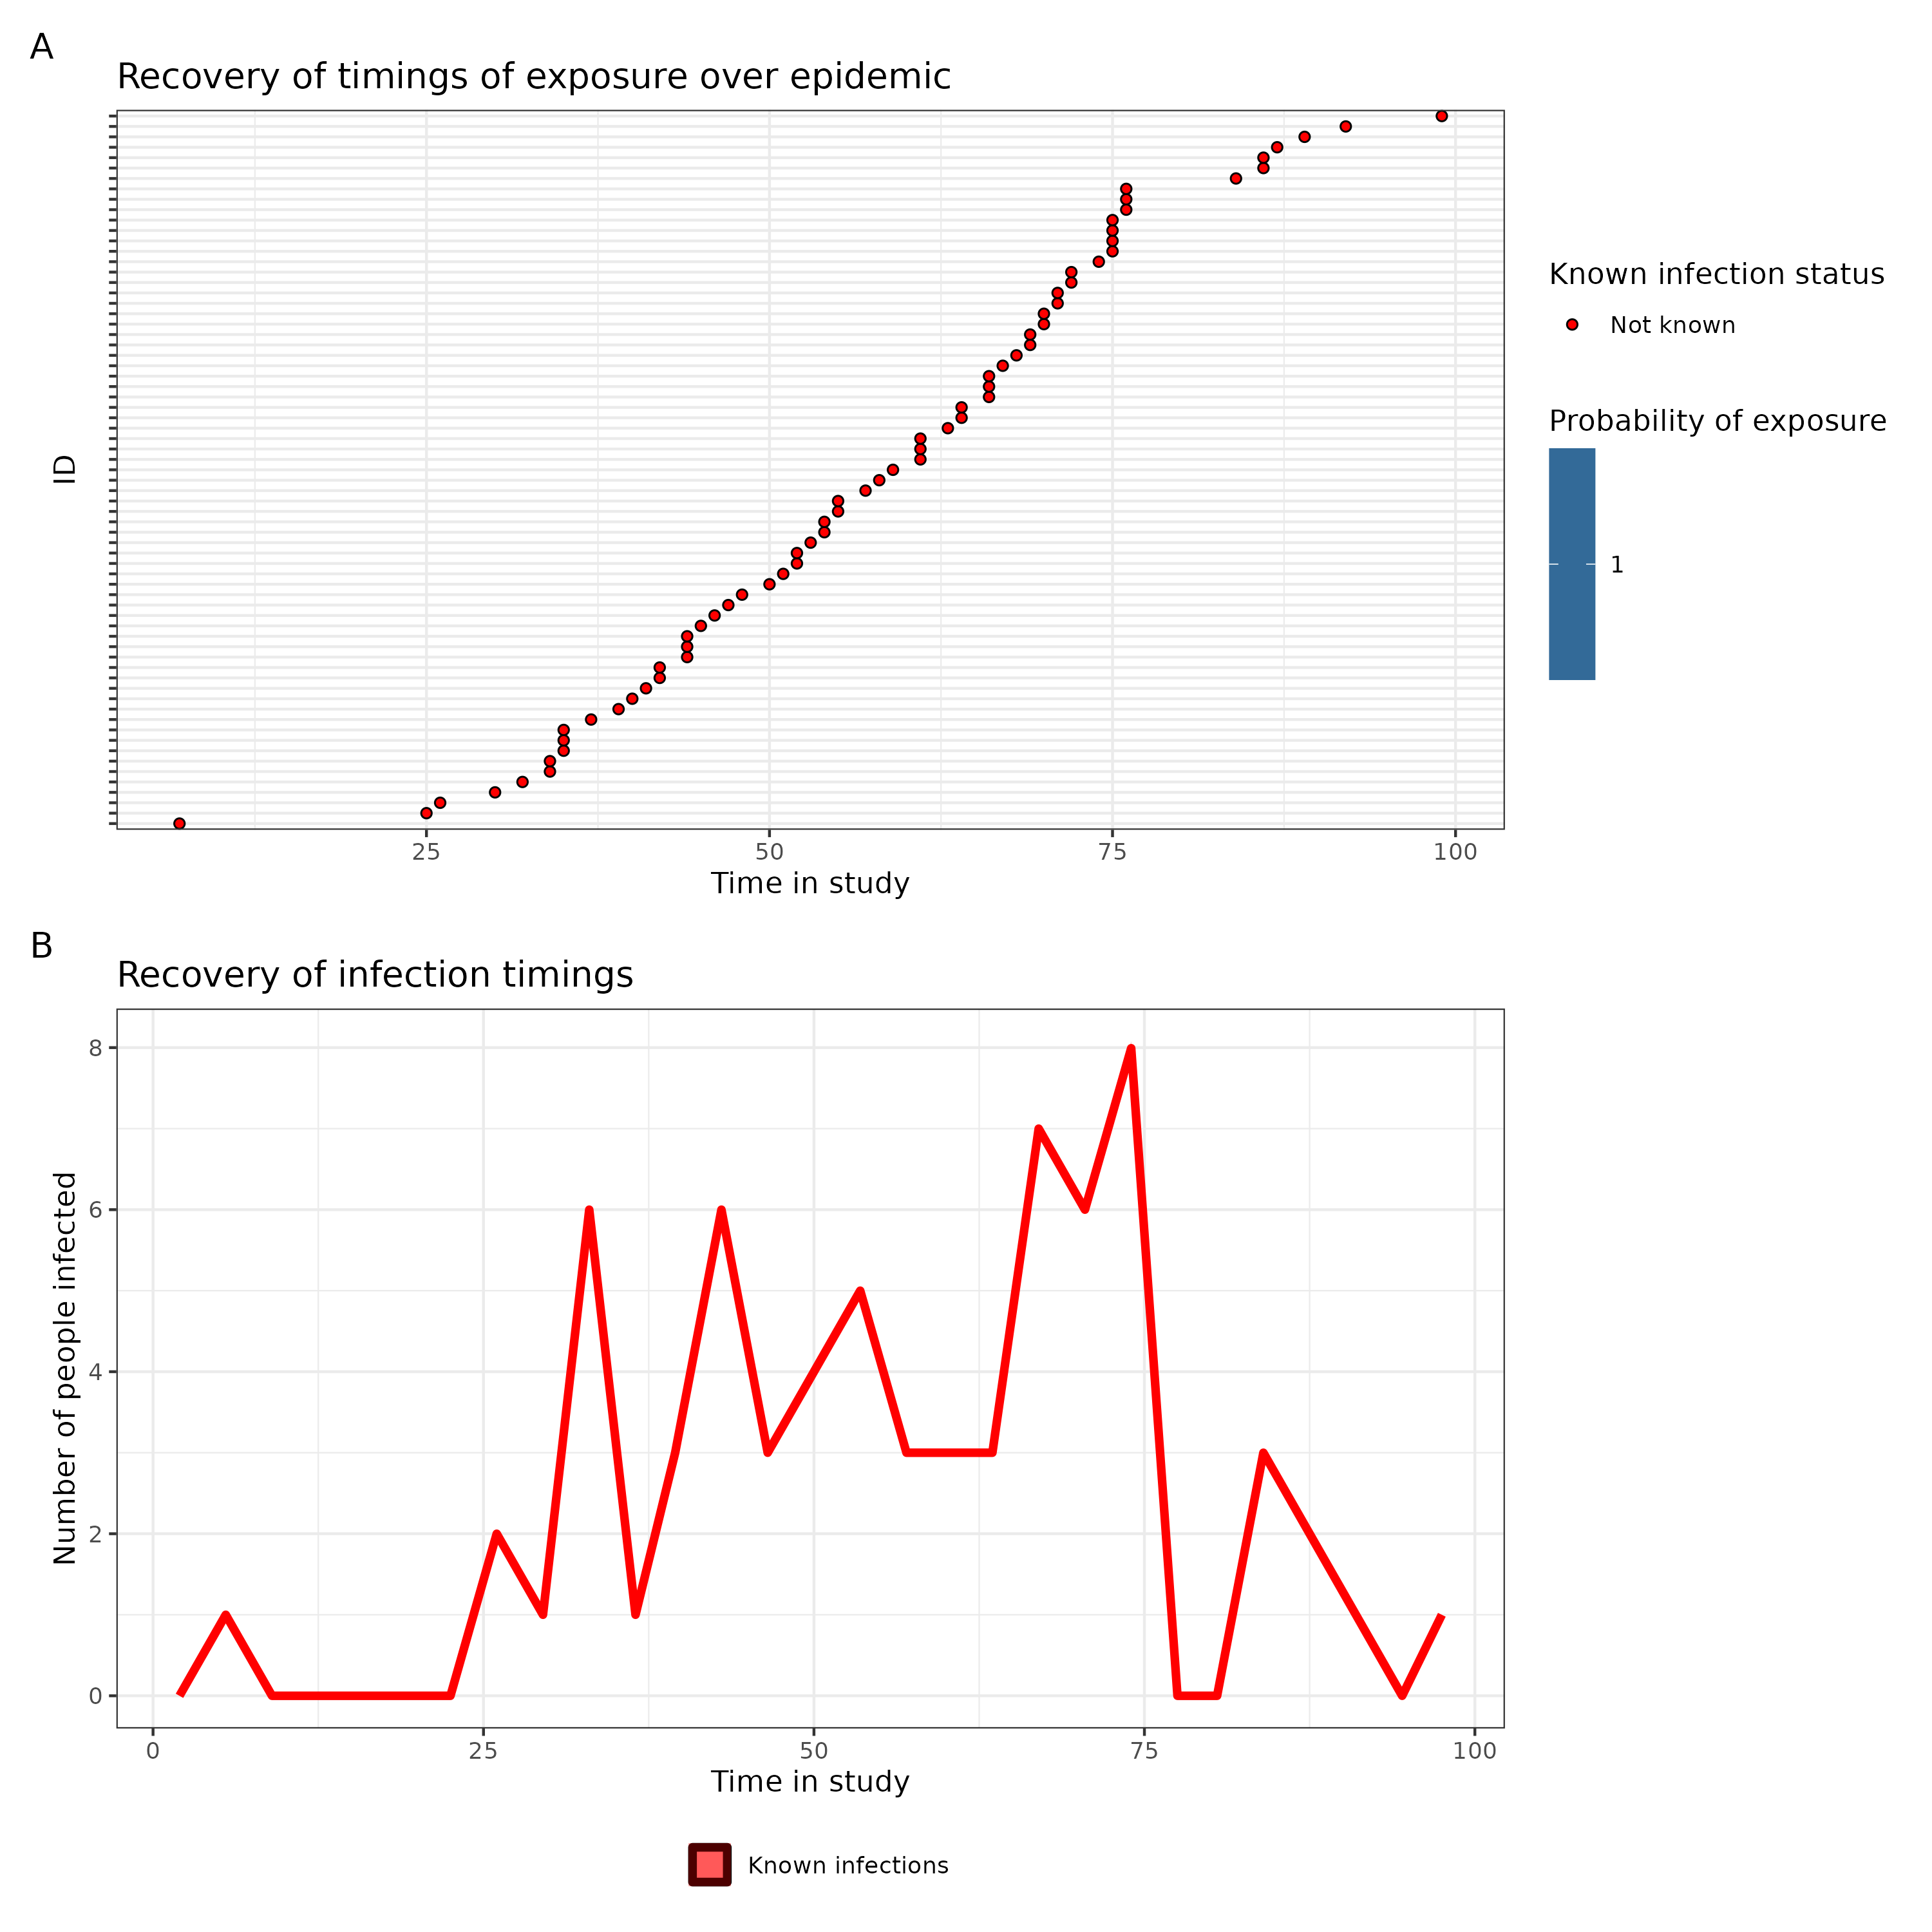 A
Recovery of timings of exposure over epidemic
ID
25
50
75
100
Time in study
Known infection status
Not known
Probability of exposure
1
B
Recovery of infection timings
Number of people infected
8
6
4
2
0
0
25
50
75
100
Time in study
Known infections